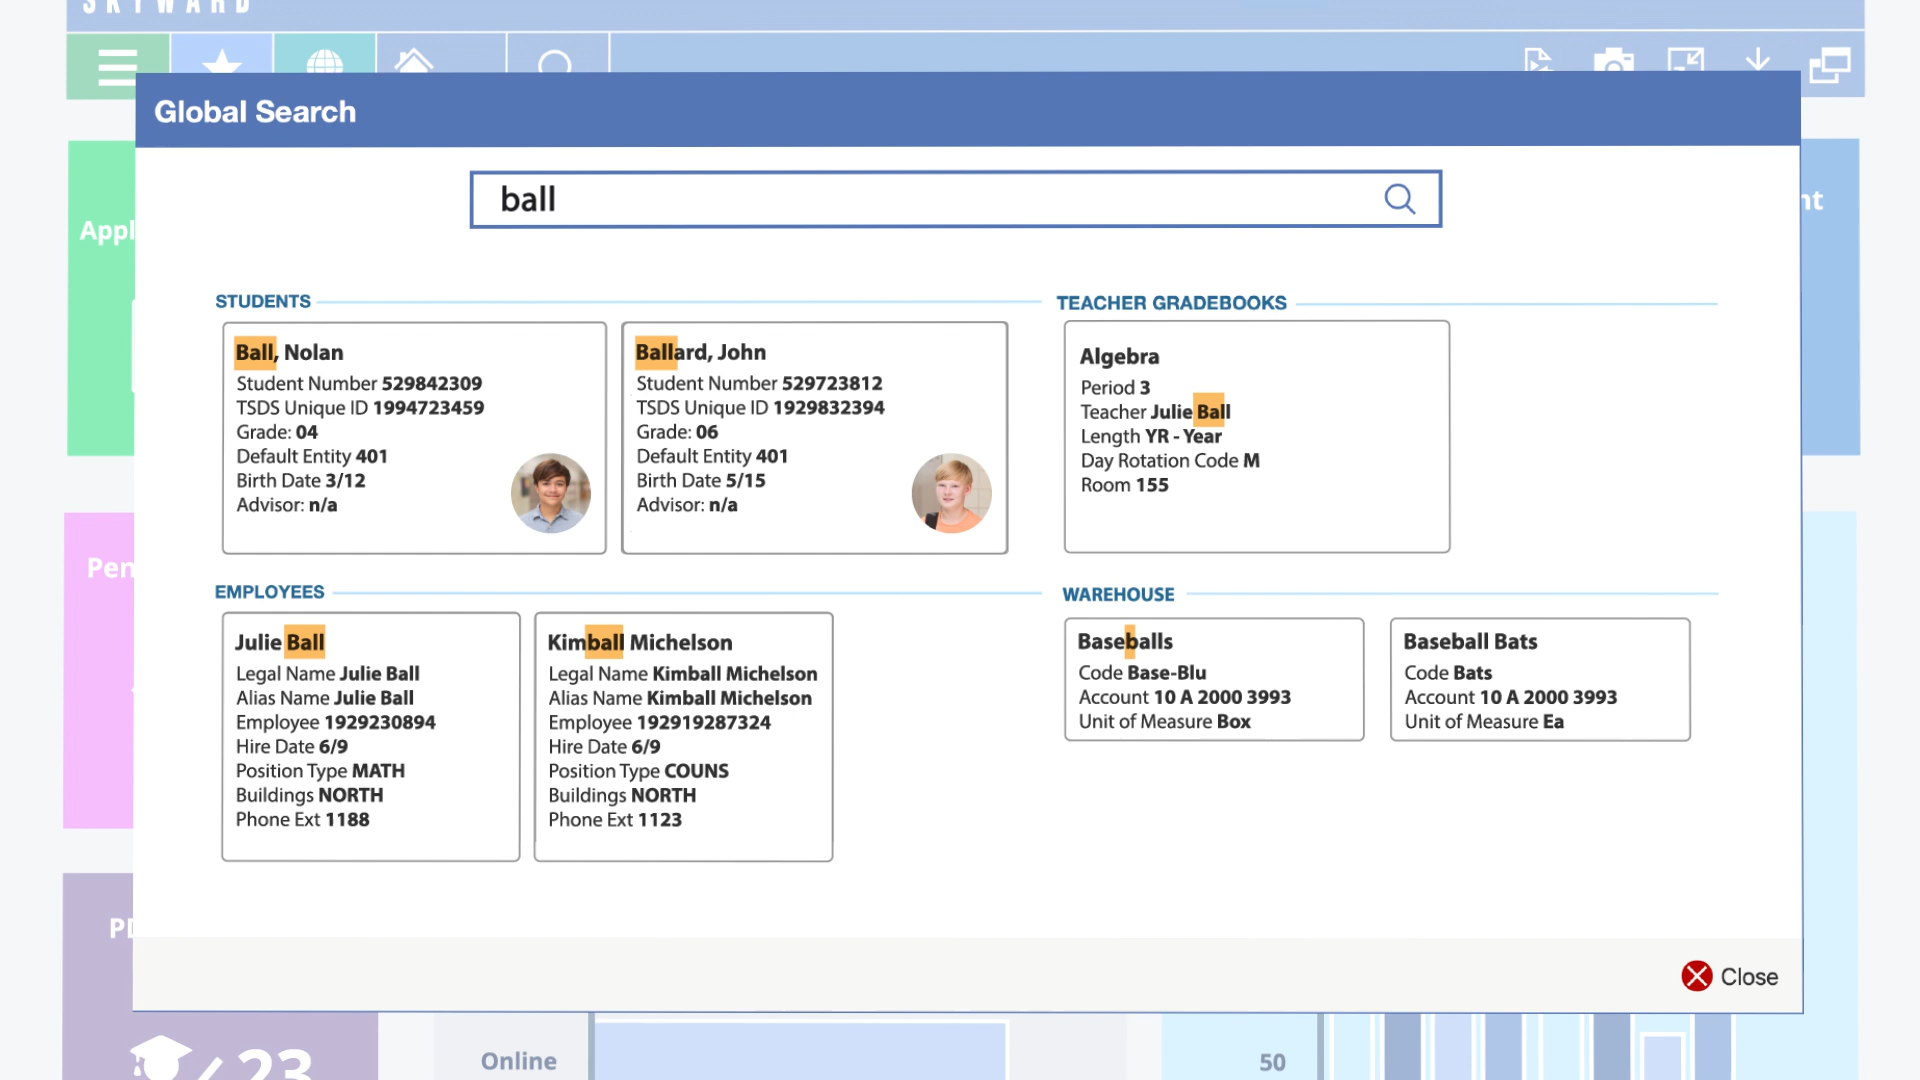 SKYWARD
Global Search
ball
STUDENTS
Ball, Nolan
Student Number 529842309
TSDS Unique ID 1994723459
Grade: 04
Default Entity 401
Birth Date 3/12
Advisor: n/a
Ballard, John
Student Number 529723812
TSDS Unique ID 1929832394
Grade: 06
Default Entity 401
Birth Date 5/15
Advisor: n/a
TEACHER GRADEBOOKS
Algebra
Period 3
Teacher Julie Ball
Length YR - Year
Day Rotation Code M
Room 155
EMPLOYEES
Julie Ball
Legal Name Julie Ball
Alias Name Julie Ball
Employee 1929230894
Hire Date 6/9
Position Type MATH
Buildings NORTH
Phone Ext 1188
Kimball Michelson
Legal Name Kimball Michelson
Alias Name Kimball Michelson
Employee 192919287324
Hire Date 6/9
Position Type COUNS
Buildings NORTH
Phone Ext 1123
WAREHOUSE
Baseballs
Code Base-Blu
Account 10 A 2000 3993
Unit of Measure Box
Baseball Bats
Code Bats
Account 10 A 2000 3993
Unit of Measure Ea
Close
Appl
nt
Pen
23
Online
50